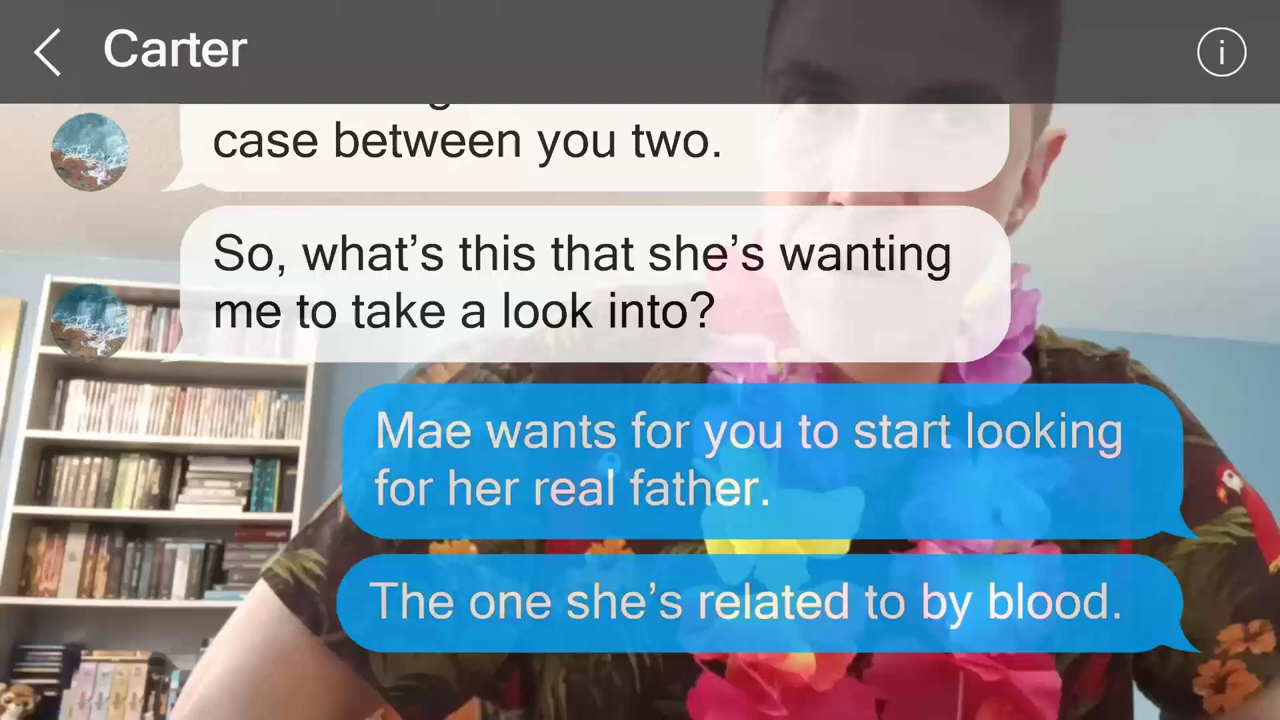 Carter
case between you two.
So, what’s this that she’s wanting
me to take a look into?
Mae wants for you to start looking
for her real father.
The one she’s related to by blood.